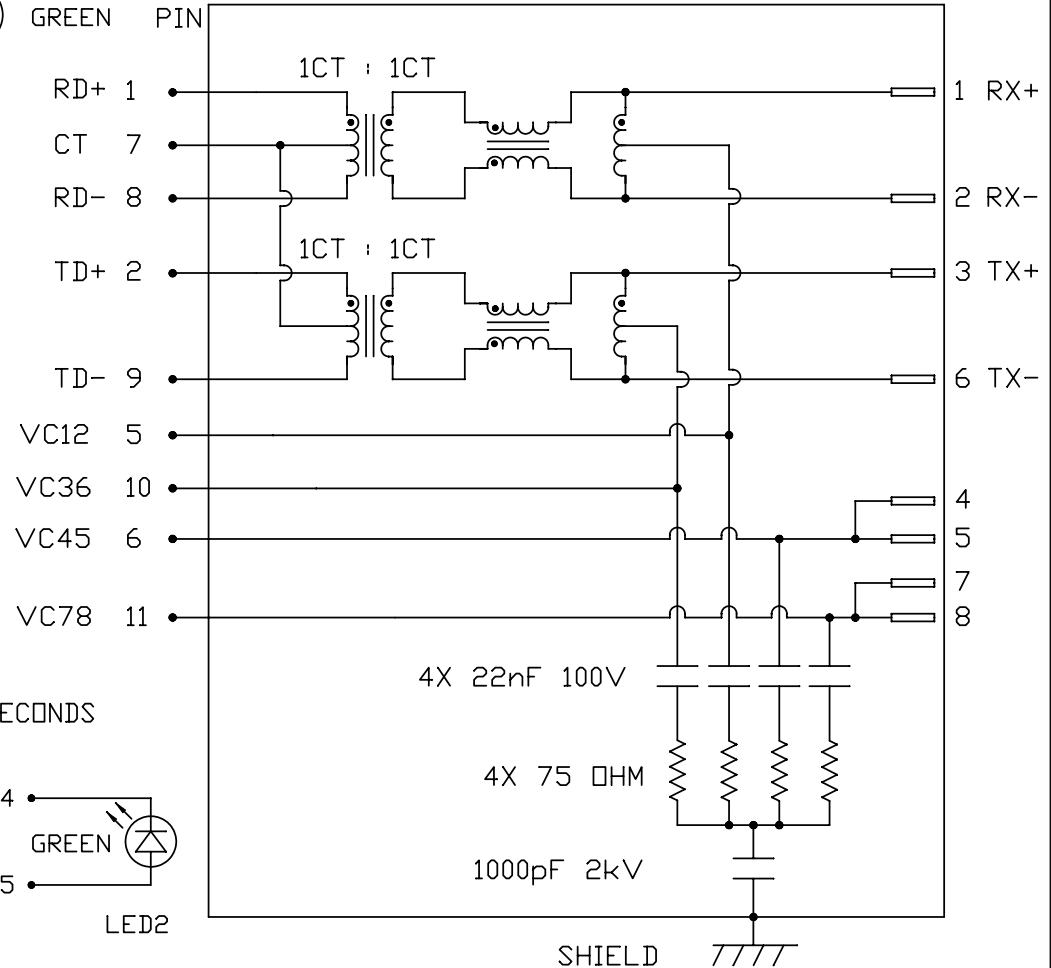 ) GREEN PIN
1CT : 1CT
RD+ 1
1 RX+
CT 7
RD- 8
2 RX-
1CT : 1CT
TD+ 2
3 TX+
TD- 9
6 TX-
VC12 5
VC36 10
4
VC45 6
5
7
VC78 11
8
4X 22nF 100V
ECONDS
4X 75 OHM
4
GREEN
1000pF 2kV
5
LED2
SHIELD